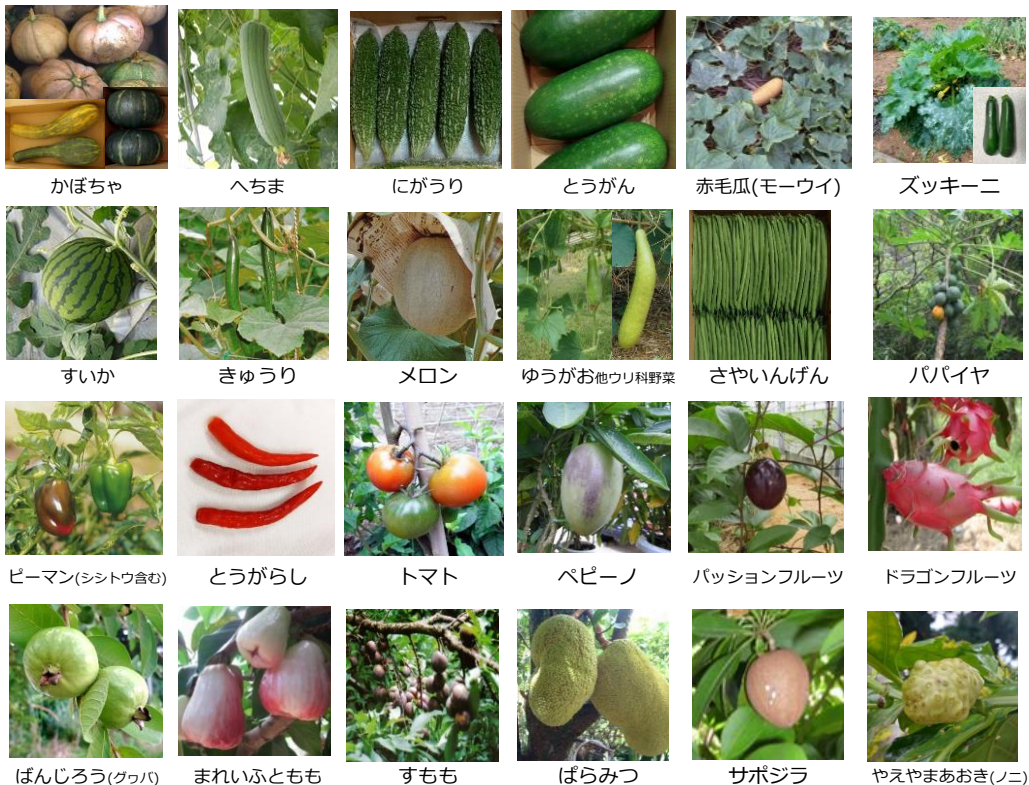 かぼちゃ
へちま
にがうり
とうがん
赤毛瓜(モーウイ)
ズッキーニ
すいか
きゅうり
メロン
ゆうがお他ウリ科野菜
さやいんげん
パパイヤ
ピーマン(シシトウ含む)
とうがらし
トマト
ペピーノ
パッションフルーツ
ドラゴンフルーツ
ばんじろう(グヮバ)
まれいふともも
すもも
ぱらみつ
サポジラ
やえやまあおき(ノニ)